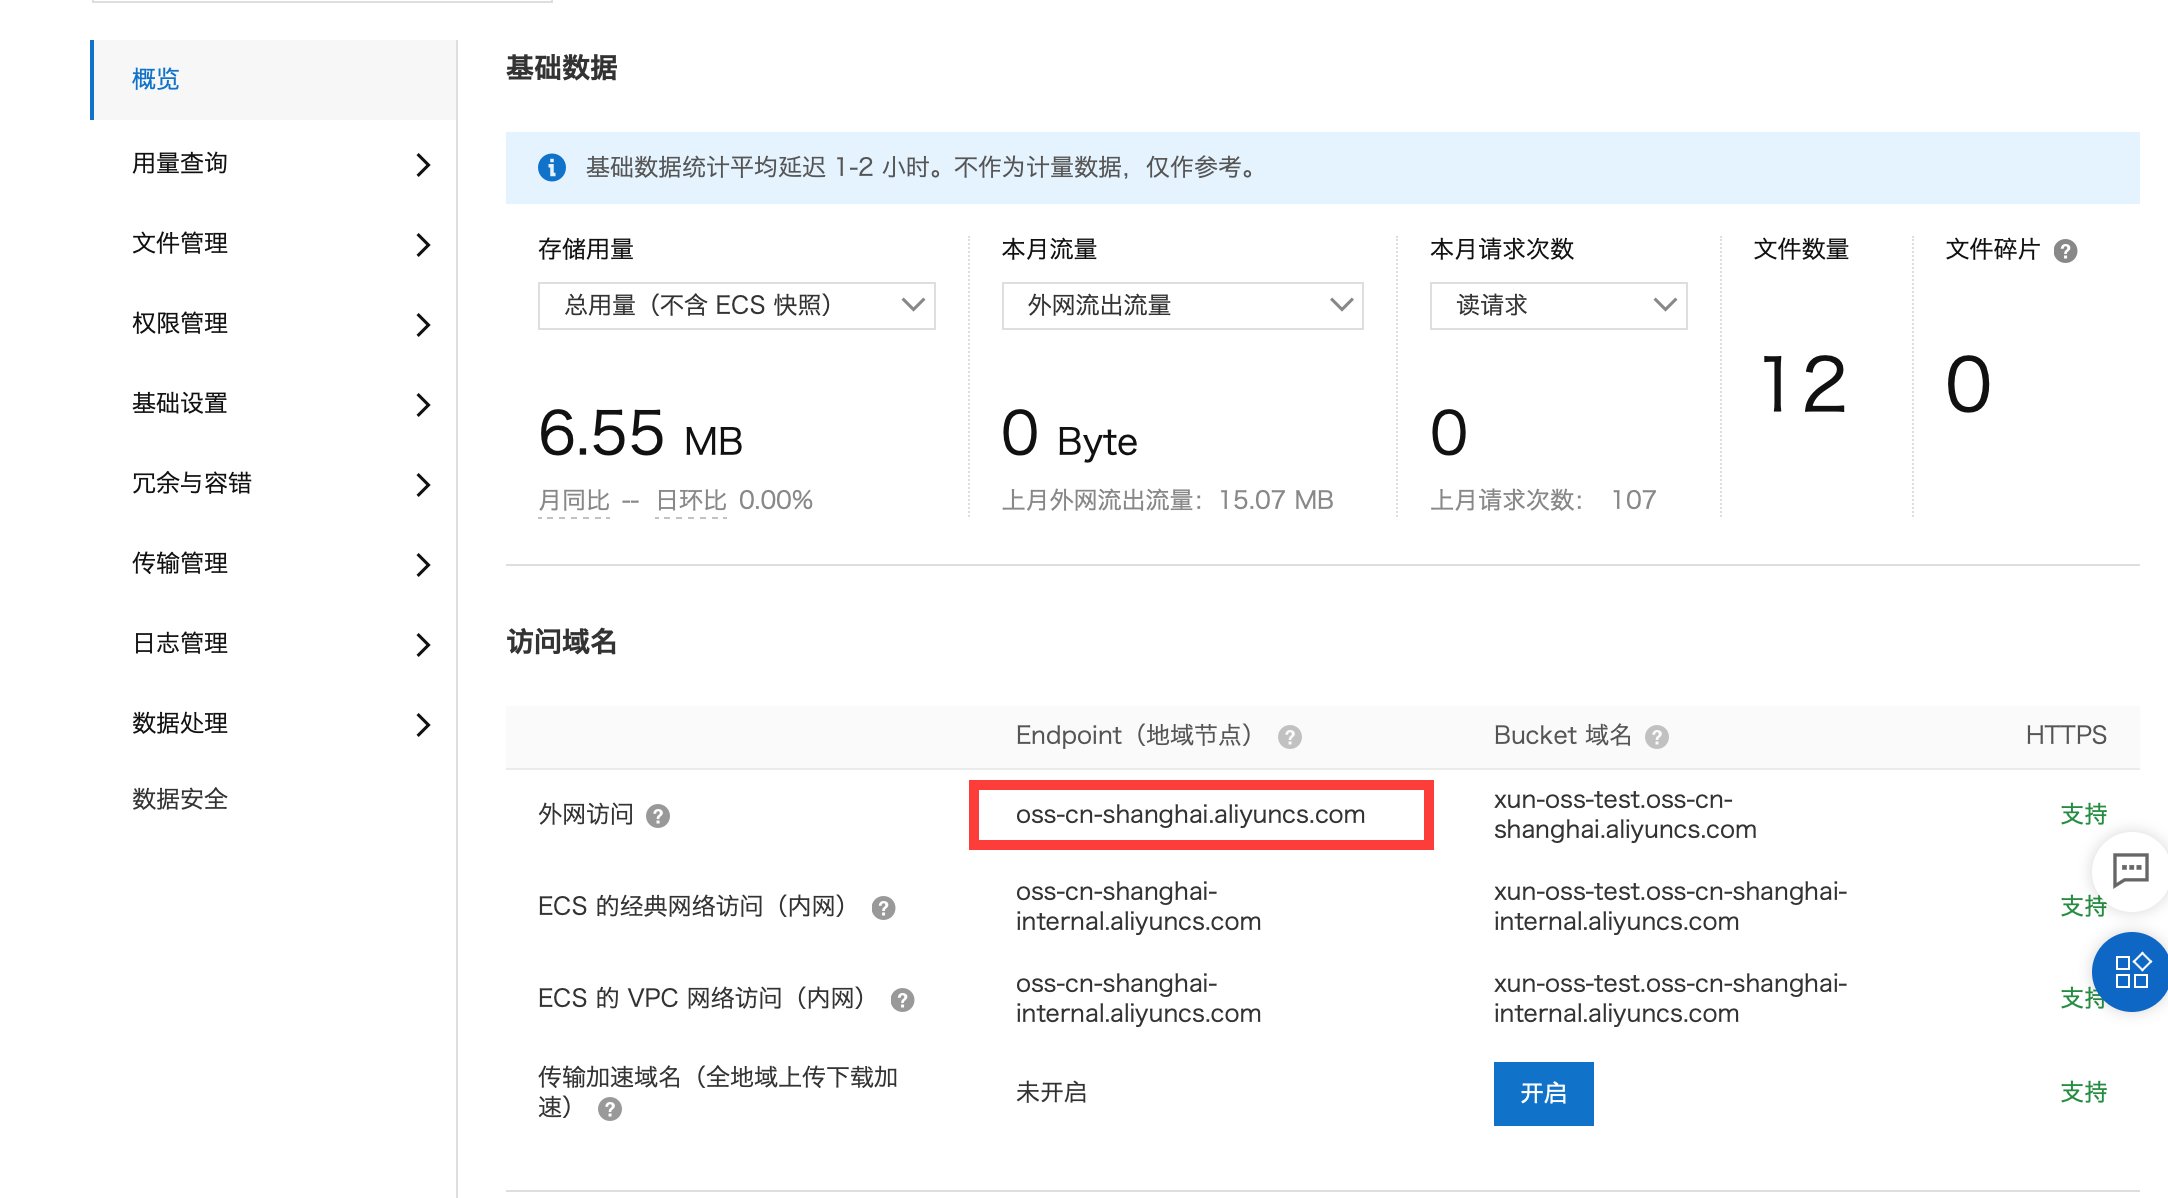 概览
用量查询
文件管理
权限管理
基础设置
冗余与容错
传输管理
日志管理
数据处理
数据安全
基础数据
基础数据统计平均延迟 1-2 小时。不作为计量数据，仅作参考。
存储用量
总用量（不含 ECS 快照）
6.55 MB
月同比 -- 日环比 0.00%
本月流量
外网流出流量
0 Byte
上月外网流出流量：15.07 MB
本月请求次数
读请求
0
上月请求次数： 107
文件数量
12
文件碎片
0
访问域名
Endpoint（地域节点） Bucket 域名 HTTPS
外网访问
oss-cn-shanghai.aliyuncs.com
xun-oss-test.oss-cn-
shanghai.aliyuncs.com
支持
ECS 的经典网络访问（内网）
oss-cn-shanghai-
internal.aliyuncs.com
xun-oss-test.oss-cn-shanghai-
internal.aliyuncs.com
支持
ECS 的 VPC 网络访问（内网）
oss-cn-shanghai-
internal.aliyuncs.com
xun-oss-test.oss-cn-shanghai-
internal.aliyuncs.com
支持
传输加速域名（全地域上传下载加
速）
未开启
开启
支持